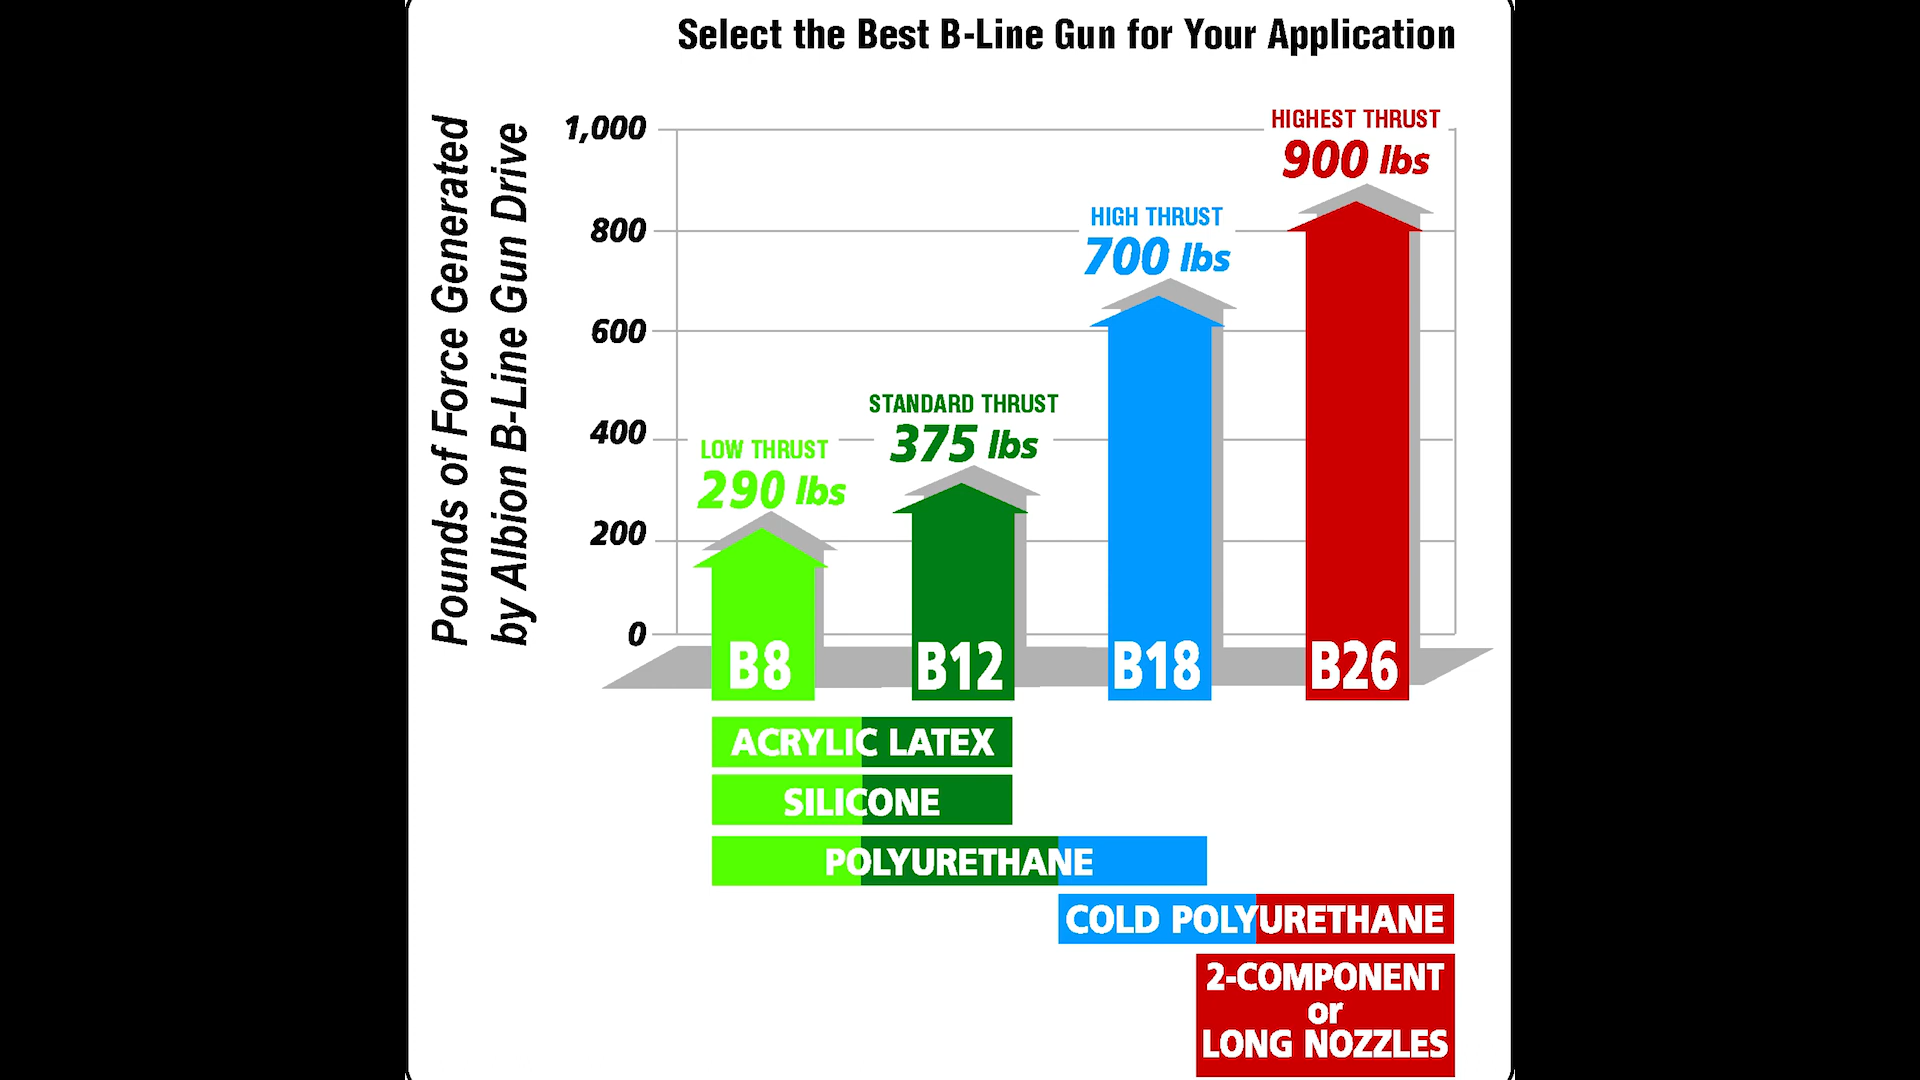 Select the Best B-Line Gun for Your Application
Pounds of Force Generated
by Albion B-Line Gun Drive
1,000
800
600
400
200
0
LOW THRUST
290 lbs
STANDARD THRUST
375 lbs
HIGH THRUST
700 lbs
HIGHEST THRUST
900 lbs
B8
B12
B18
B26
ACRYLIC LATEX
SILICONE
POLYURETHANE
COLD POLYURETHANE
2-COMPONENT
or
LONG NOZZLES